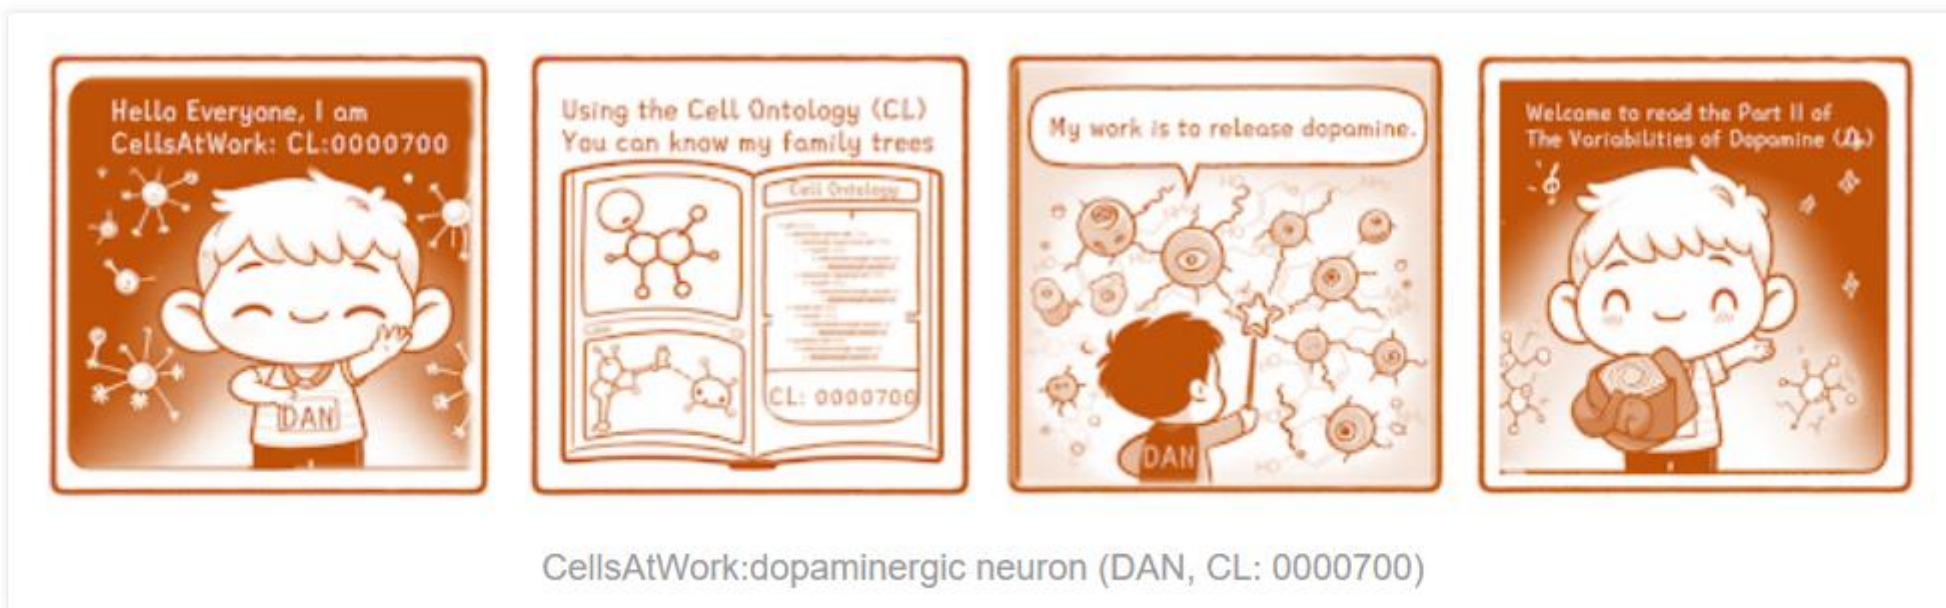 Hello Everyone, I am
CellsAtWork: CL:0000700
DAN
Using the Cell Ontology (CL)
You can know my family trees
Cell Ontology
CL: 0000700
My work is to release dopamine.
DAN
Welcome to read the Part II of
The Variabilities of Dopamine
CellsAtWork:dopaminergic neuron (DAN, CL: 0000700)